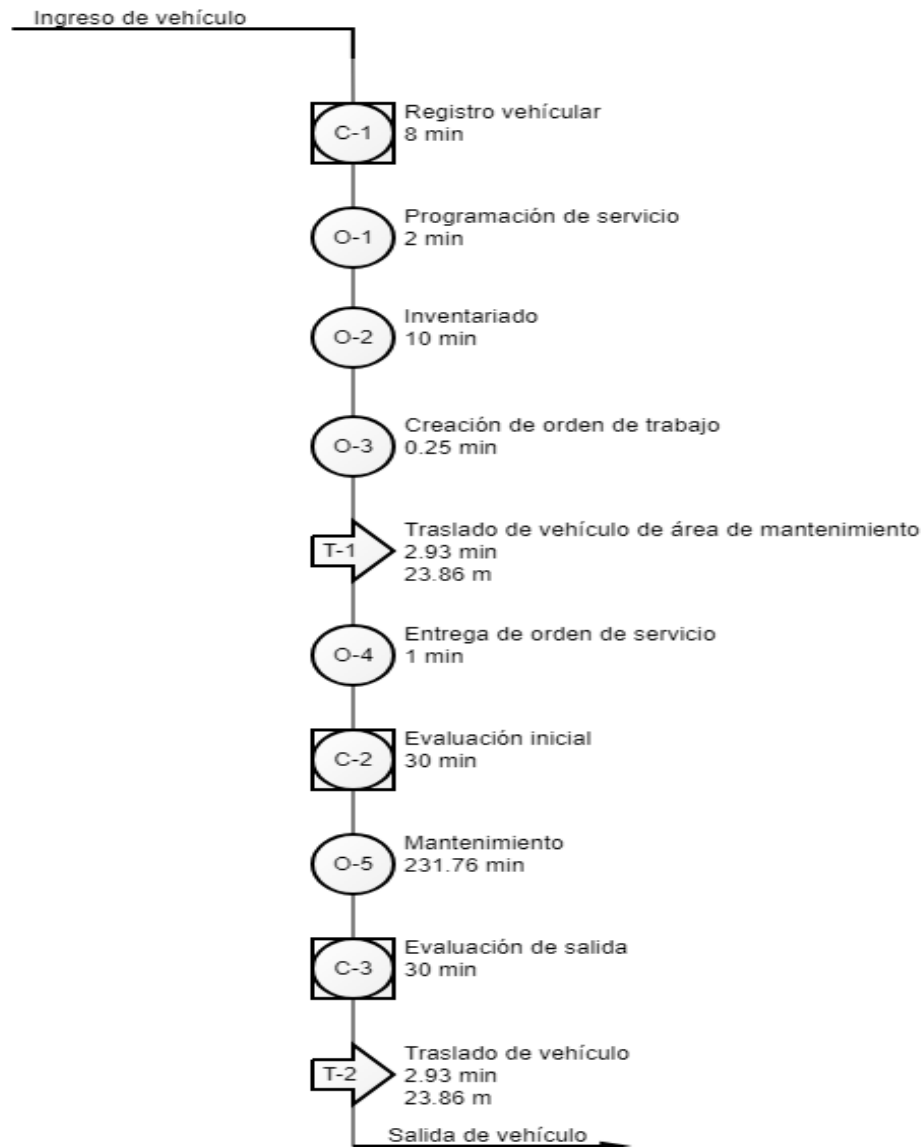 Ingreso de vehículo
C-1
Registro vehícular
8 min
O-1
Programación de servicio
2 min
O-2
Inventariado
10 min
O-3
Creación de orden de trabajo
0.25 min
T-1
Traslado de vehículo de área de mantenimiento
2.93 min
23.86 m
O-4
Entrega de orden de servicio
1 min
C-2
Evaluación inicial
30 min
O-5
Mantenimiento
231.76 min
C-3
Evaluación de salida
30 min
T-2
Traslado de vehículo
2.93 min
23.86 m
Salida de vehículo